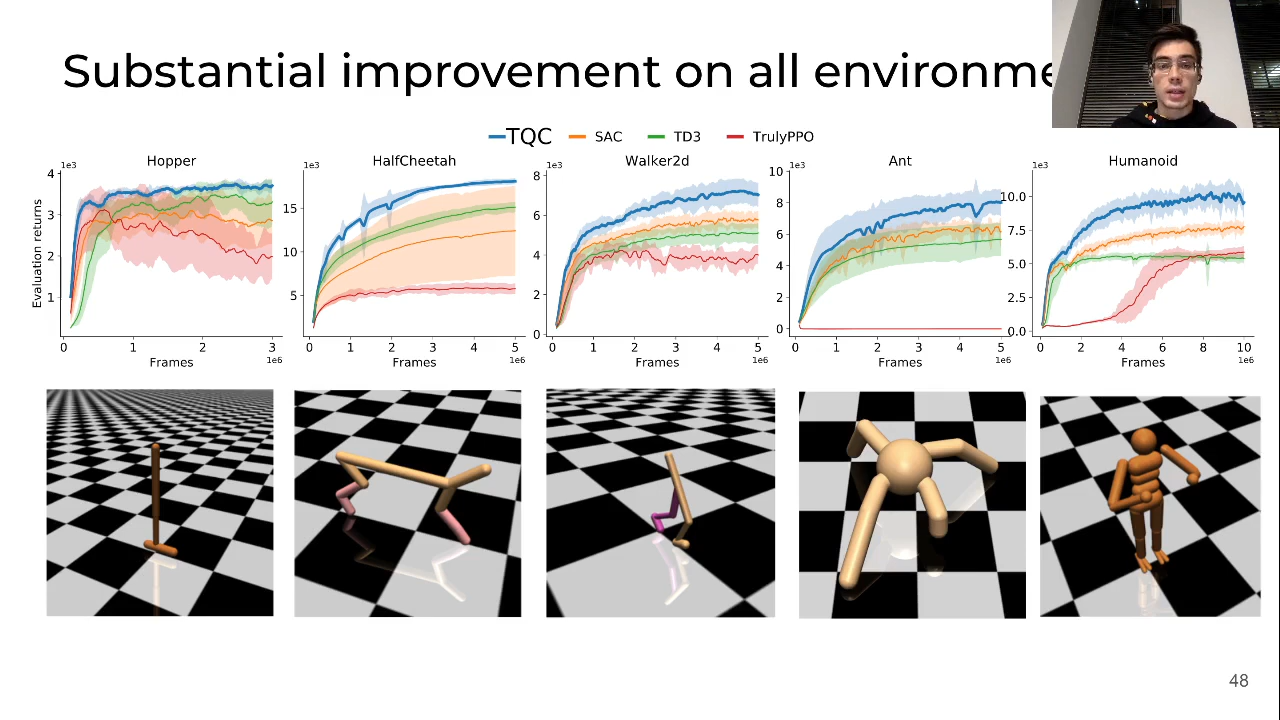 Substantial improvement on all environme
TQC SAC TD3 TrulyPPO
Hopper HalfCheetah Walker2d Ant Humanoid
1e3 1e3 1e3 1e3 1e3
Evaluation returns
4
3
2
1
0 1 2 3
Frames 1e6
15
10
5
0 1 2 3 4 5
Frames 1e6
8
6
4
2
0
0 1 2 3 4 5
Frames 1e6
10
8
6
4
2
0
0 1 2 3 4 5
Frames 1e6
10.0
7.5
5.0
2.5
0.0
0 2 4 6 8 10
Frames 1e6
48